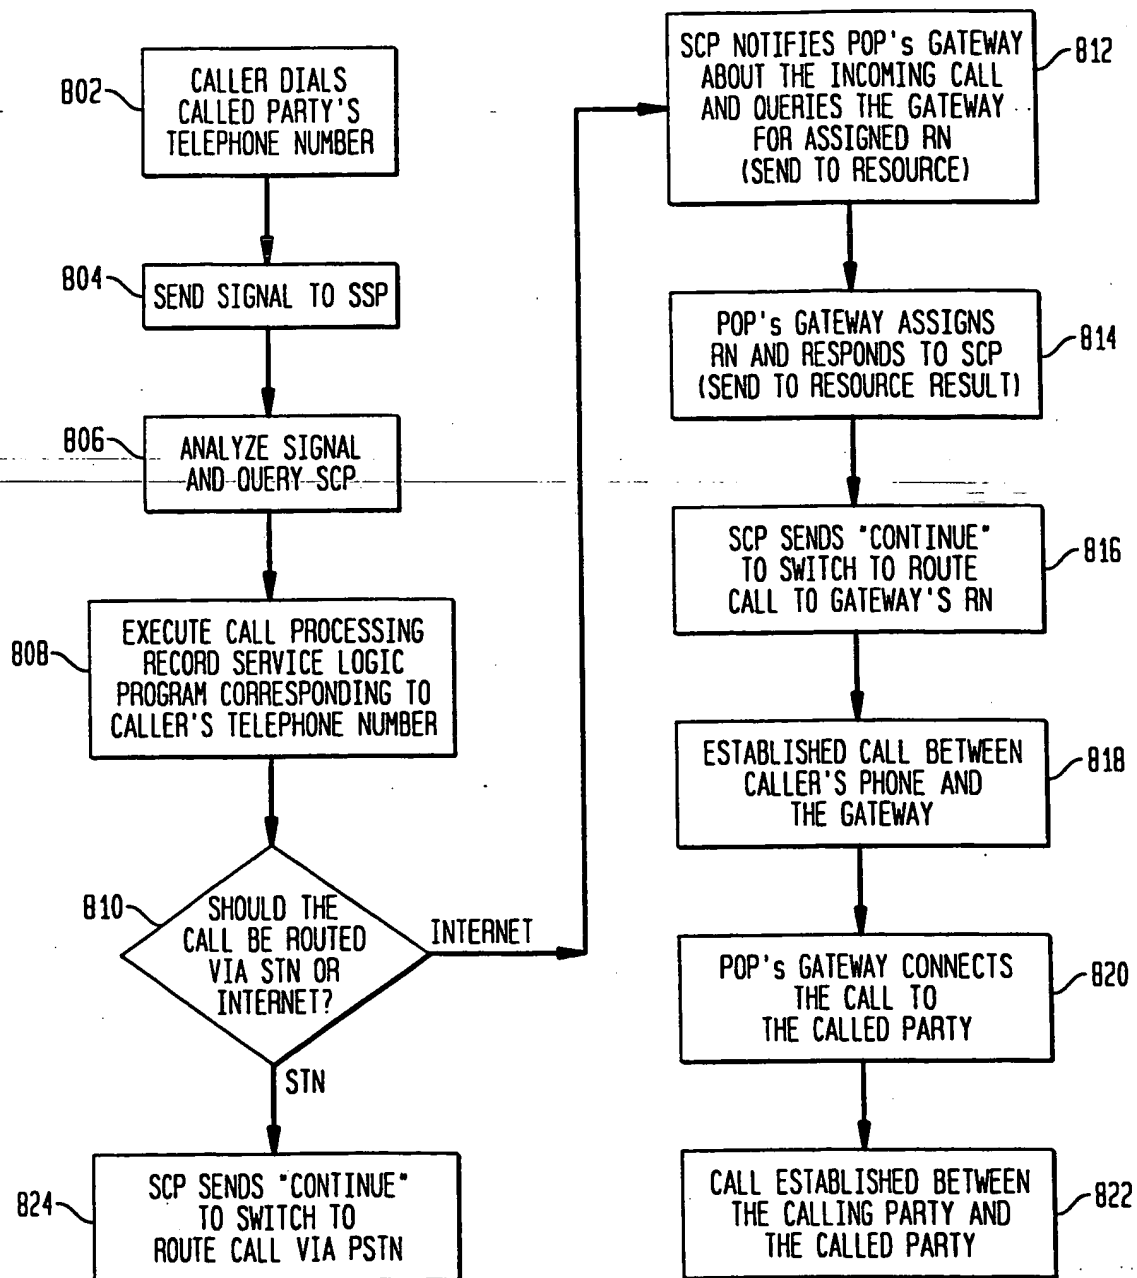 802
CALLER DIALS
CALLED PARTY'S
TELEPHONE NUMBER
804
SEND SIGNAL TO SSP
806
ANALYZE SIGNAL
AND QUERY SCP
808
EXECUTE CALL PROCESSING
RECORD SERVICE LOGIC
PROGRAM CORRESPONDING TO
CALLER'S TELEPHONE NUMBER
810
SHOULD THE
CALL BE ROUTED
VIA STN OR
INTERNET?
INTERNET
STN
824
SCP SENDS "CONTINUE"
TO SWITCH TO
ROUTE CALL VIA PSTN
SCP NOTIFIES POP's GATEWAY
ABOUT THE INCOMING CALL
AND QUERIES THE GATEWAY
FOR ASSIGNED RN
(SEND TO RESOURCE)
812
POP's GATEWAY ASSIGNS
RN AND RESPONDS TO SCP
(SEND TO RESOURCE RESULT)
814
SCP SENDS "CONTINUE"
TO SWITCH TO ROUTE
CALL TO GATEWAY'S RN
816
ESTABLISHED CALL BETWEEN
CALLER'S PHONE AND
THE GATEWAY
818
POP's GATEWAY CONNECTS
THE CALL TO
THE CALLED PARTY
820
CALL ESTABLISHED BETWEEN
THE CALLING PARTY AND
THE CALLED PARTY
822